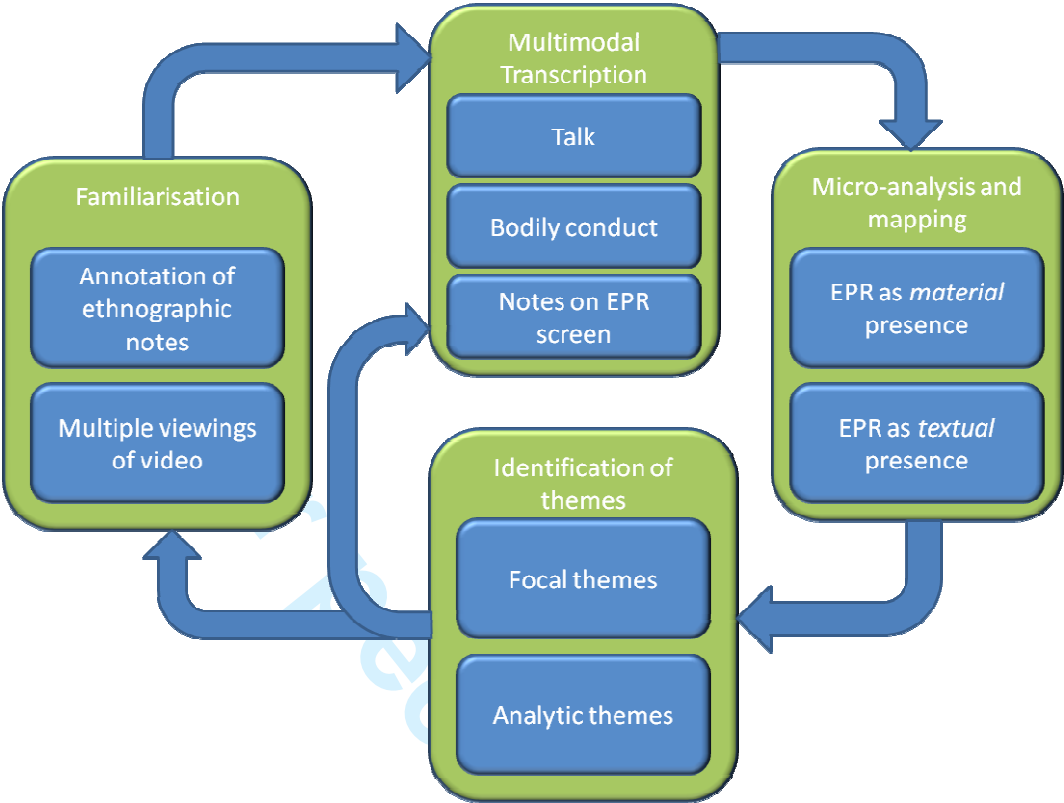 Multimodal
Transcription
Talk
Bodily conduct
Notes on EPR
screen
Familiarisation
Annotation of
ethnographic
notes
Multiple viewings
of video
Micro-analysis and
mapping
EPR as material
presence
EPR as textual
presence
Identification of
themes
Focal themes
Analytic themes